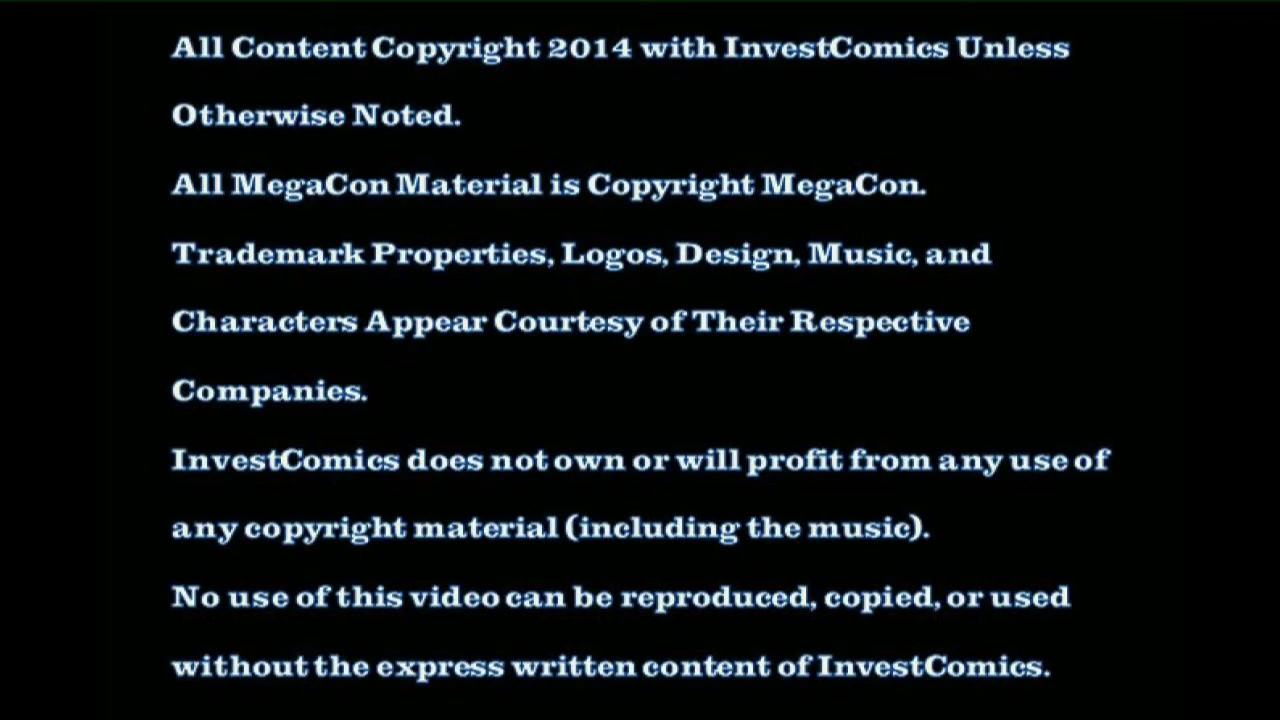 All Content Copyright 2014 with InvestComics Unless
Otherwise Noted.
All MegaCon Material is Copyright MegaCon.
Trademark Properties, Logos, Design, Music, and
Characters Appear Courtesy of Their Respective
Companies.
InvestComics does not own or will profit from any use of
any copyright material (including the music).
No use of this video can be reproduced, copied, or used
without the express written content of InvestComics.